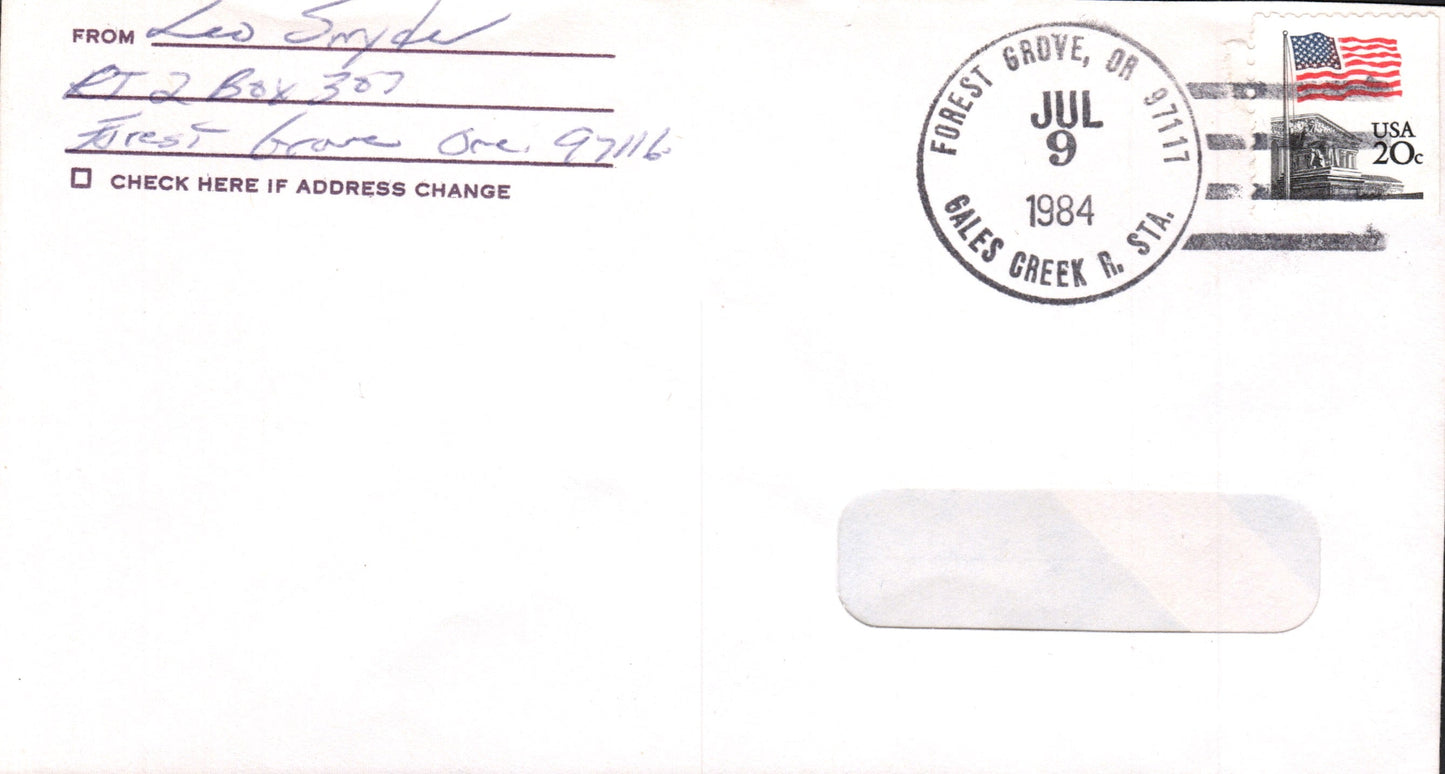 FROM Leo Snyder
RT 2 Box 307
Forest Grove Ore. 97116
CHECK HERE IF ADDRESS CHANGE
FOREST GROVE, OR 97117
JUL
9
1984
GALES CREEK R. STA.
USA
20c